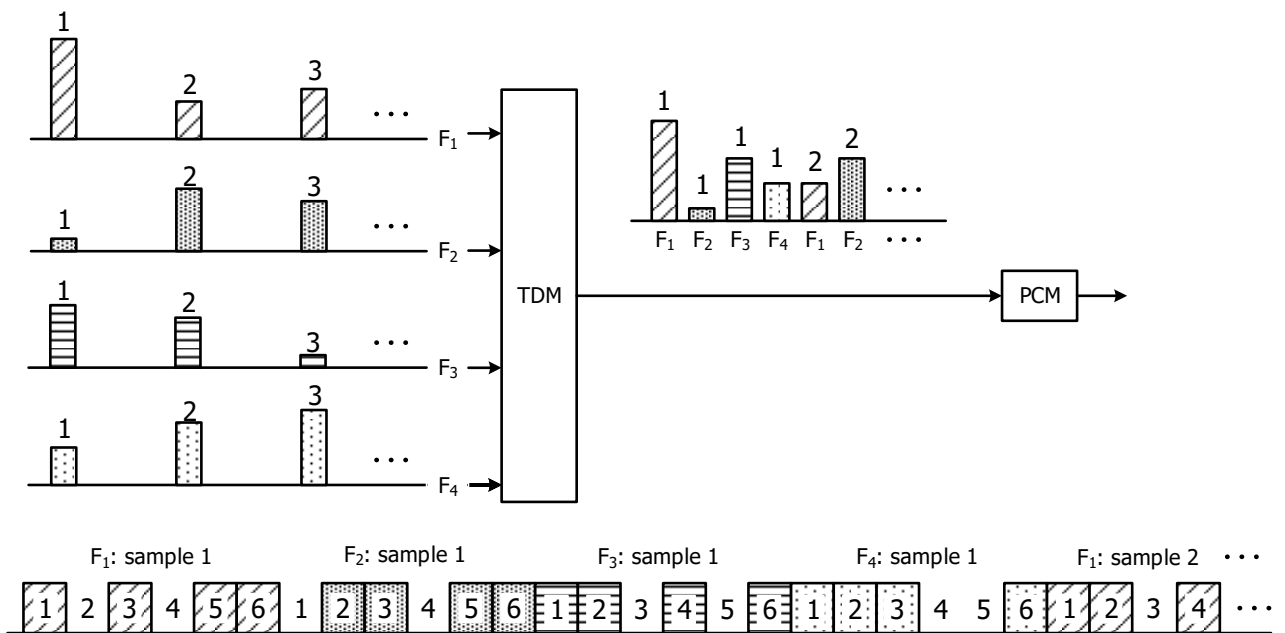 1 2 3 ...
F1
1 2 3 ...
F2
1 2 3 ...
F3
1 2 3 ...
F4
TDM
1 1 1 1 2 2 ...
F1 F2 F3 F4 F1 F2 ...
PCM
F1: sample 1 F2: sample 1 F3: sample 1 F4: sample 1 F1: sample 2 ...
1 2 3 4 5 6 1 2 3 4 5 6 1 2 3 4 5 6 1 2 3 4 5 6 1 2 3 4 ...